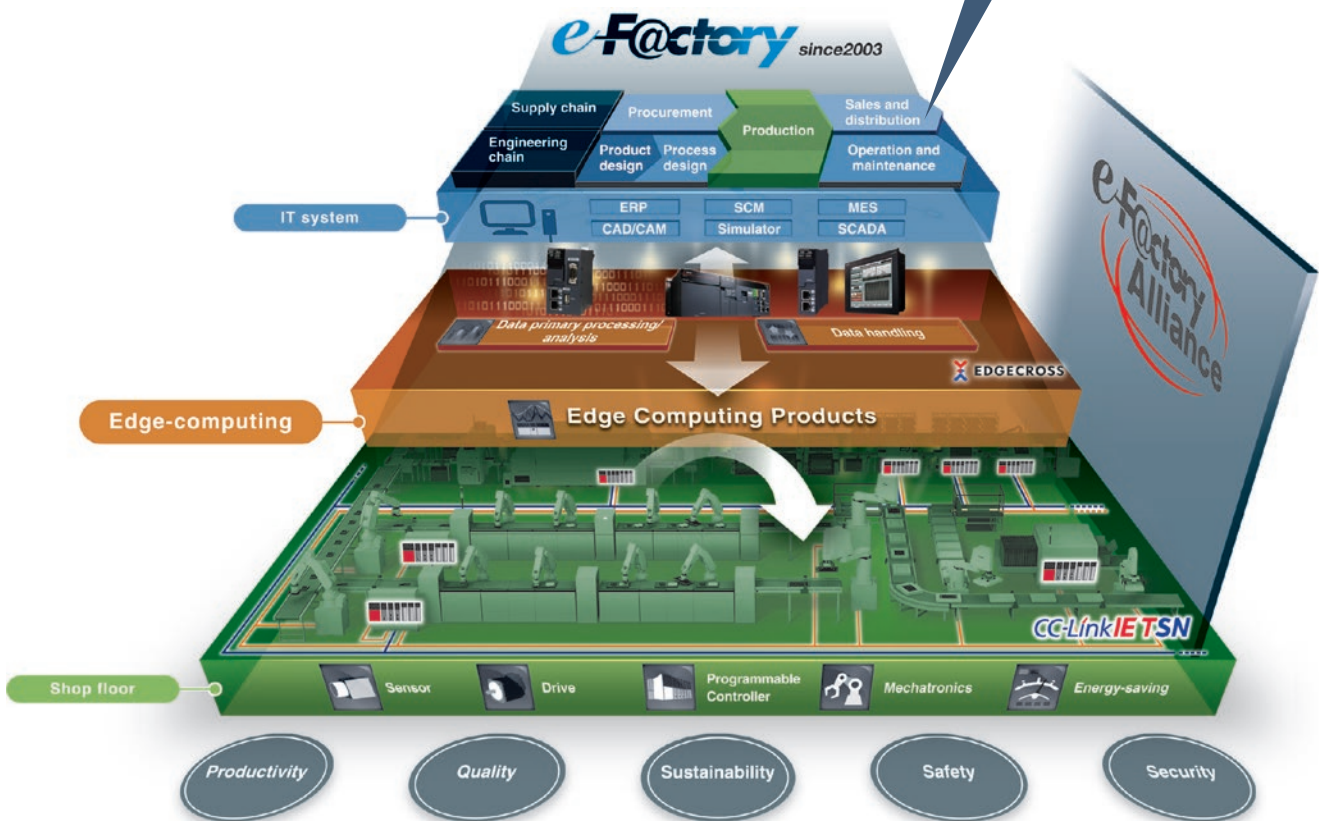 e-F@ctory since2003
Supply chain
Procurement
Production
Sales and
distribution
Engineering
chain
Product
design
Process
design
Operation and
maintenance
IT system
ERP
SCM
MES
CAD/CAM
Simulator
SCADA
Data primary processing/
analysis
Data handling
EDGECROSS
Edge-computing
Edge Computing Products
e-F@ctory
Alliance
CC-Link IE TSN
Shop floor
Sensor
Drive
Programmable
Controller
Mechatronics
Energy-saving
Productivity
Quality
Sustainability
Safety
Security